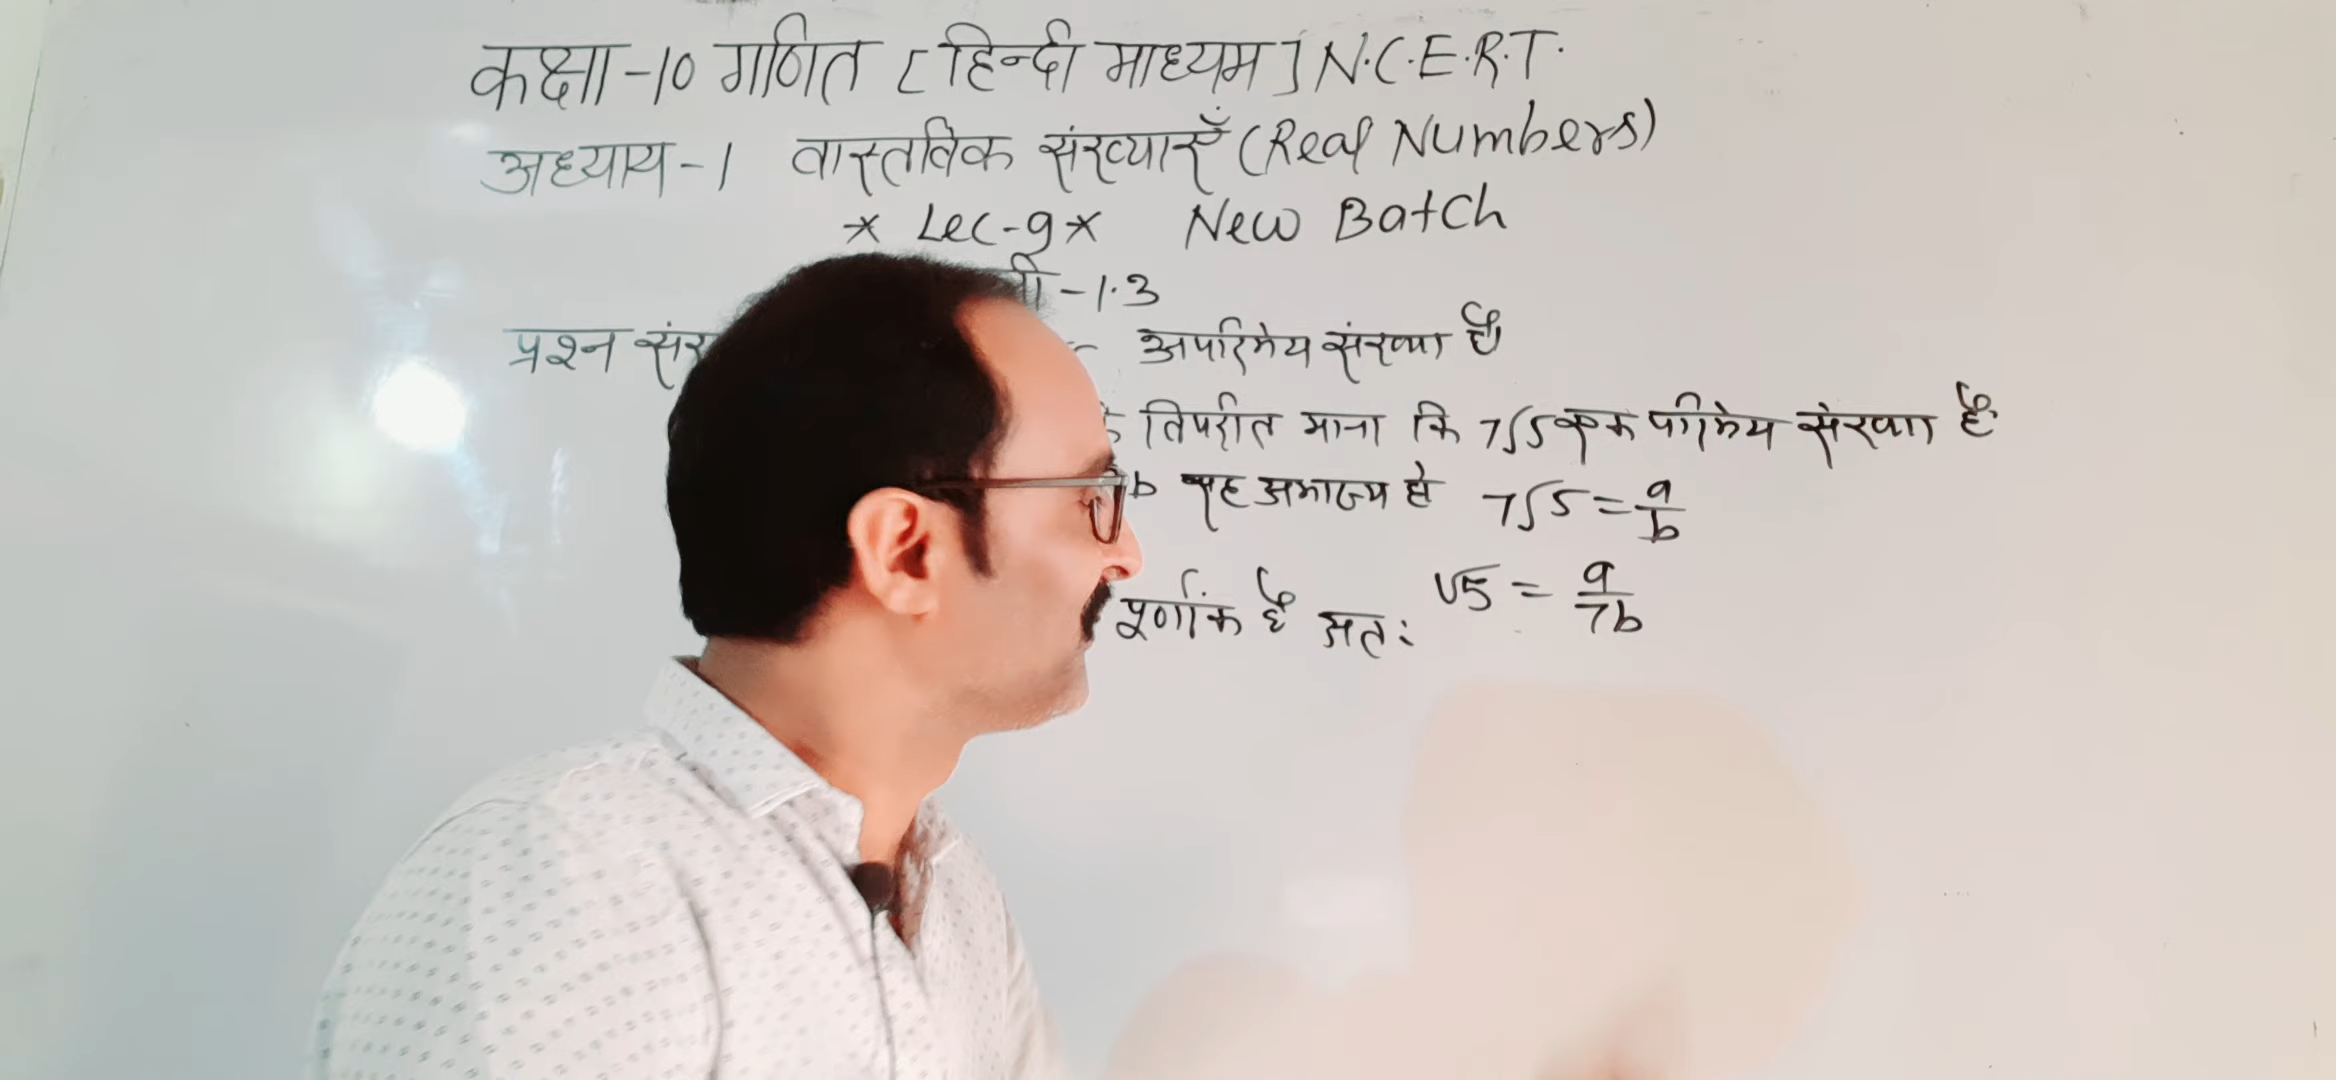 कक्षा-10 गणित [हिन्दी माध्यम] N.C.E.R.T.
अध्याय-1 वास्तविक संख्याएँ (Real Numbers)
* Lec-9 * New Batch
-1.3
प्रश्न अपरिमेय संख्या है
विपरीत माना कि 7√5 एक परिमेय संख्या है
b सह अभाज्य हो 7√5 = a/b
पूर्णांक है अतः √5 = a/7b